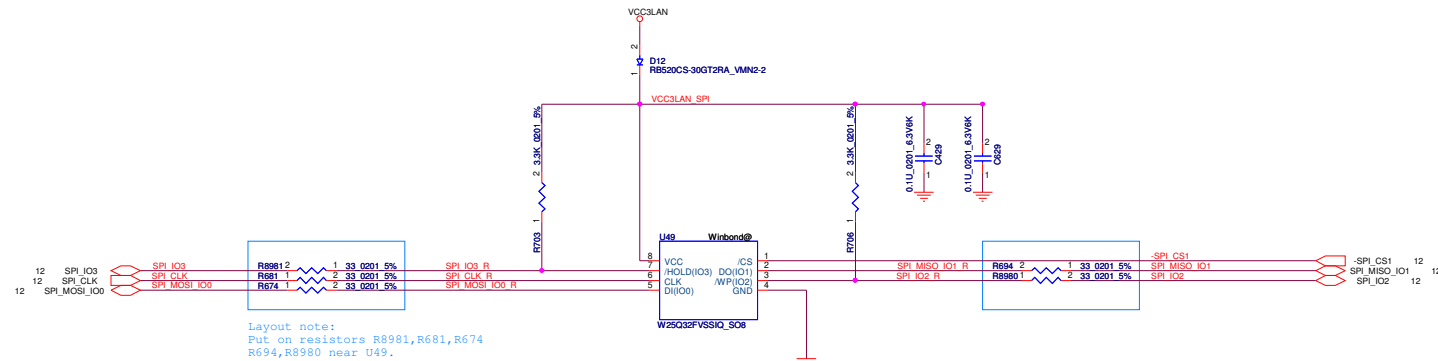 VCC3LAN
2
D12
RB520CS-30GT2RA_VMN2-2
1
VCC3LAN_SPI
3.3K_0201_5%
2
1
R703
3.3K_0201_5%
2
1
R706
0.1U_0201_6.3V6K
2
1
C429
0.1U_0201_6.3V6K
2
1
C629
U49 Winbond@
8 VCC /CS 1
7 /HOLD(IO3) DO(IO1) 2
6 CLK /WP(IO2) 3
5 DI(IO0) GND 4
W25Q32FVSSIQ_SO8
12 SPI_IO3 SPI_IO3 R8981 2 1 33_0201_5% SPI_IO3_R
12 SPI_CLK SPI_CLK R681 1 2 33_0201_5% SPI_CLK_R
12 SPI_MOSI_IO0 SPI_MOSI_IO0 R674 1 2 33_0201_5% SPI_MOSI_IO0_R
-SPI_CS1 -SPI_CS1 12
SPI_MISO_IO1_R R694 2 1 33_0201_5% SPI_MISO_IO1 SPI_MISO_IO1 12
SPI_IO2_R R8980 1 2 33_0201_5% SPI_IO2 SPI_IO2 12
Layout note:
Put on resistors R8981,R681,R674
R694,R8980 near U49.